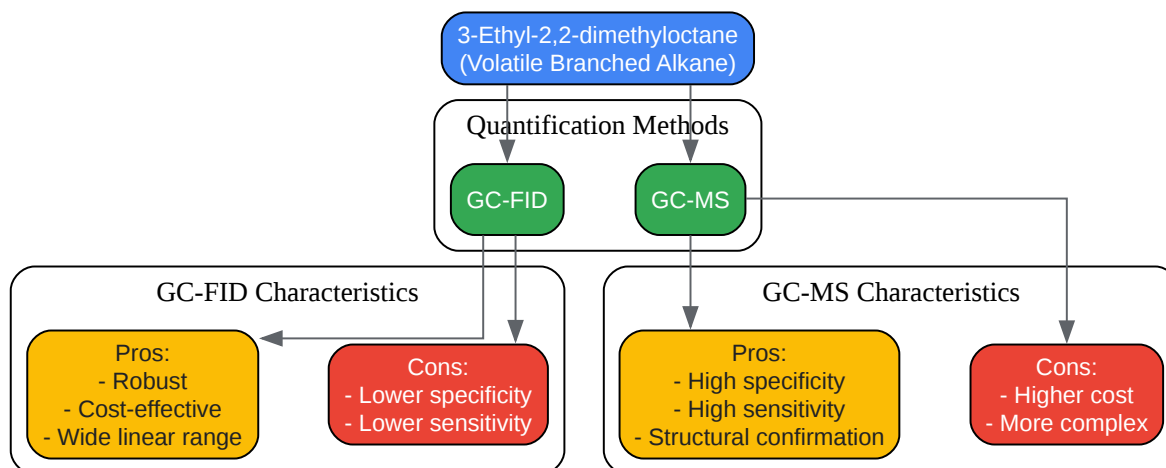 3-Ethyl-2,2-dimethyloctane
(Volatile Branched Alkane)
Quantification Methods
GC-FID
GC-MS
GC-FID Characteristics
Pros:
- Robust
- Cost-effective
- Wide linear range
Cons:
- Lower specificity
- Lower sensitivity
GC-MS Characteristics
Pros:
- High specificity
- High sensitivity
- Structural confirmation
Cons:
- Higher cost
- More complex